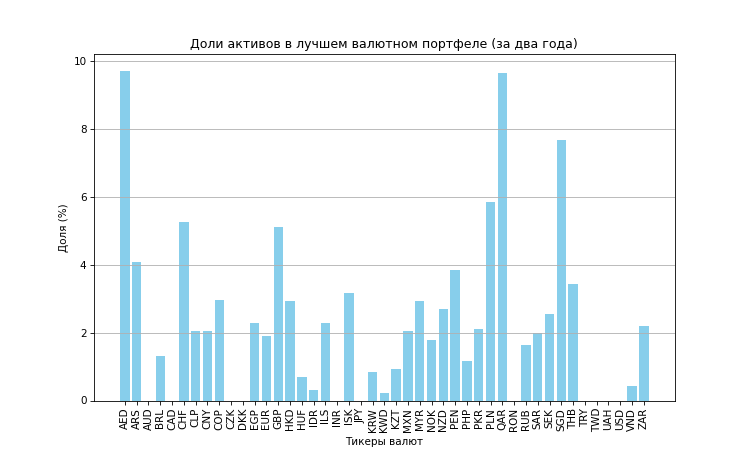 Доли активов в лучшем валютном портфеле (за два года)
Доля (%)
10
8
6
4
2
0
AED ARS AUD BRL CAD CHF CLP CNY COP CZK DKK EGP EUR GBP HKD HUF IDR ILS INR ISK JPY KRW KWD KZT MXN MYR NOK NZD PEN PHP PKR PLN QAR RON RUB SAR SEK SGD THB TRY TWD UAH USD VND ZAR
Тикеры валют